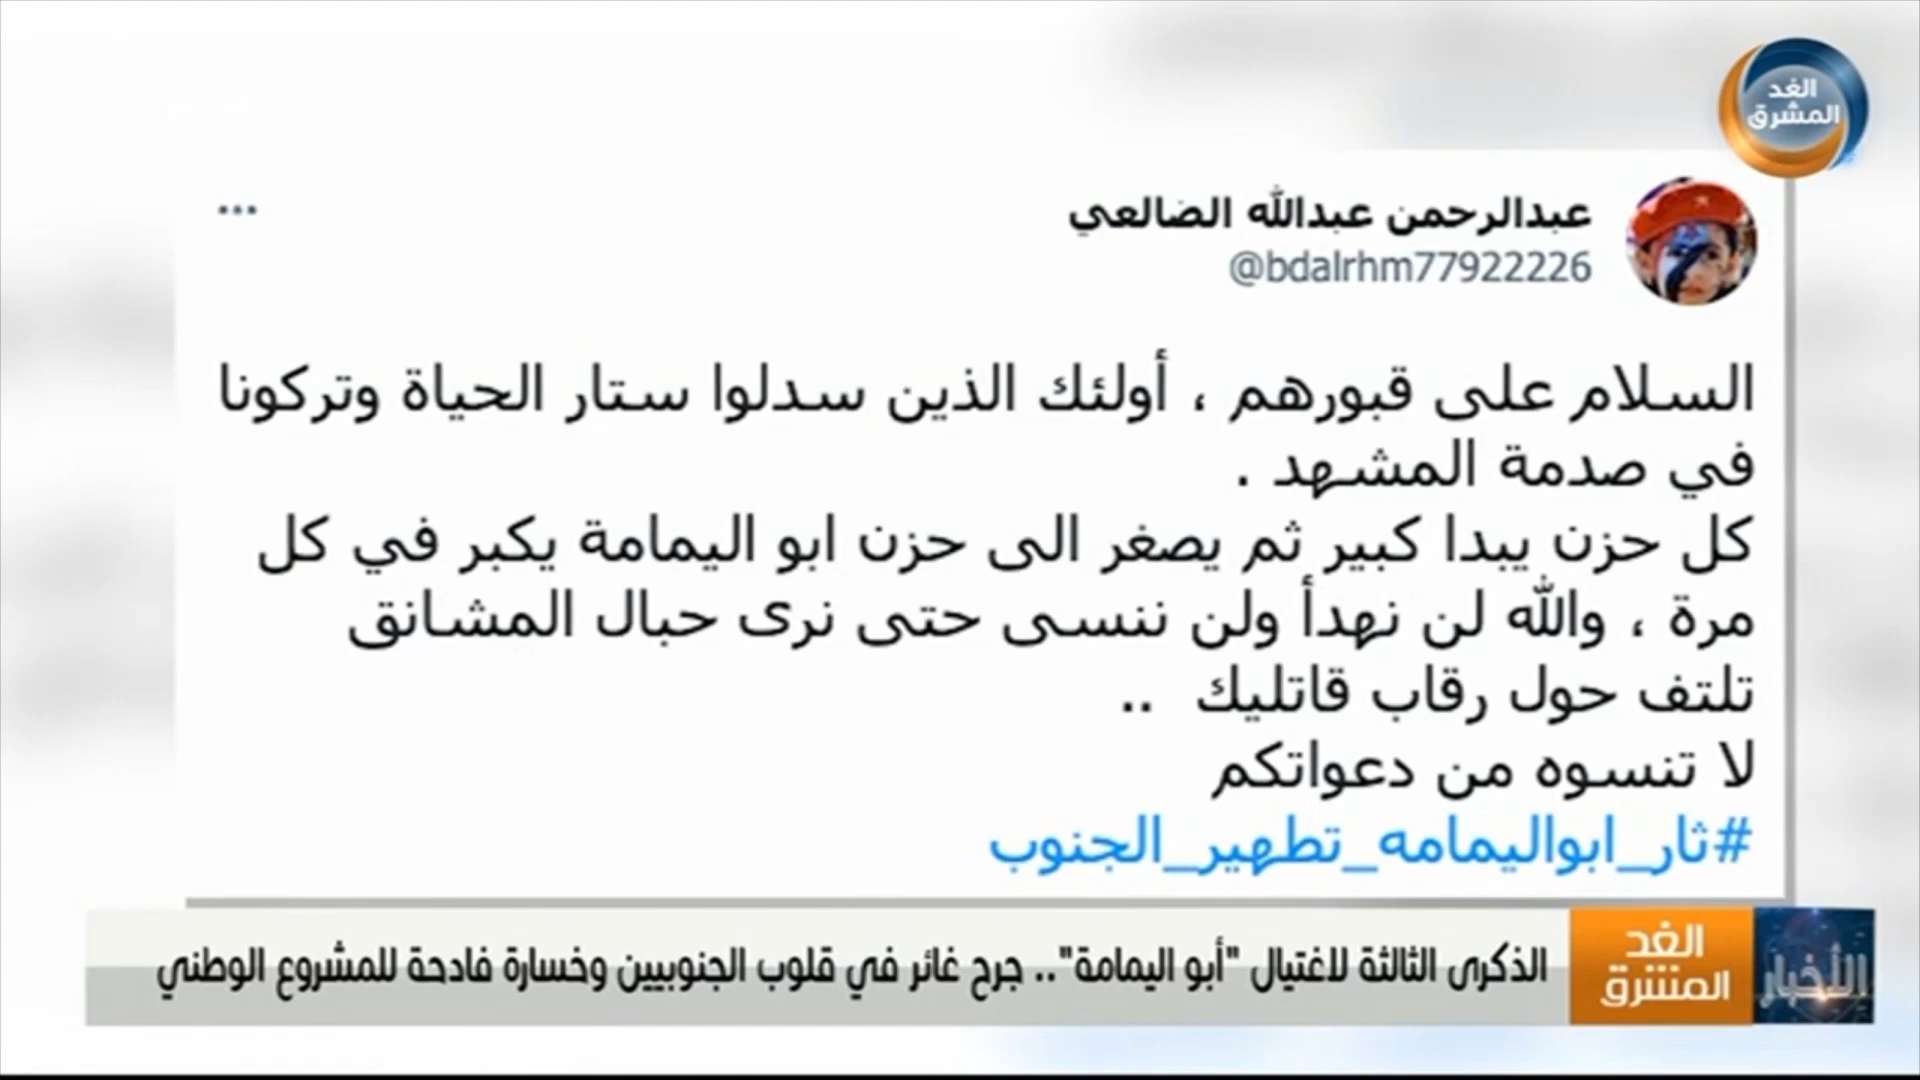 الغد
المشرق
عبدالرحمن عبدالله الضالعي
@bdalrhm77922226
السلام على قبورهم ، أولئك الذين سدلوا ستار الحياة وتركونا
في صدمة المشهد .
كل حزن يبدا كبير ثم يصغر الى حزن ابو اليمامة يكبر في كل
مرة ، والله لن نهدأ ولن ننسى حتى نرى حبال المشانق
تلتف حول رقاب قاتليك ..
لا تنسوه من دعواتكم
#ثار_ابواليمامه_تطهير_الجنوب
الأخبار
الغد
المشرق
الذكرى الثالثة لاغتيال "أبو اليمامة".. جرح غائر في قلوب الجنوبيين وخسارة فادحة للمشروع الوطني